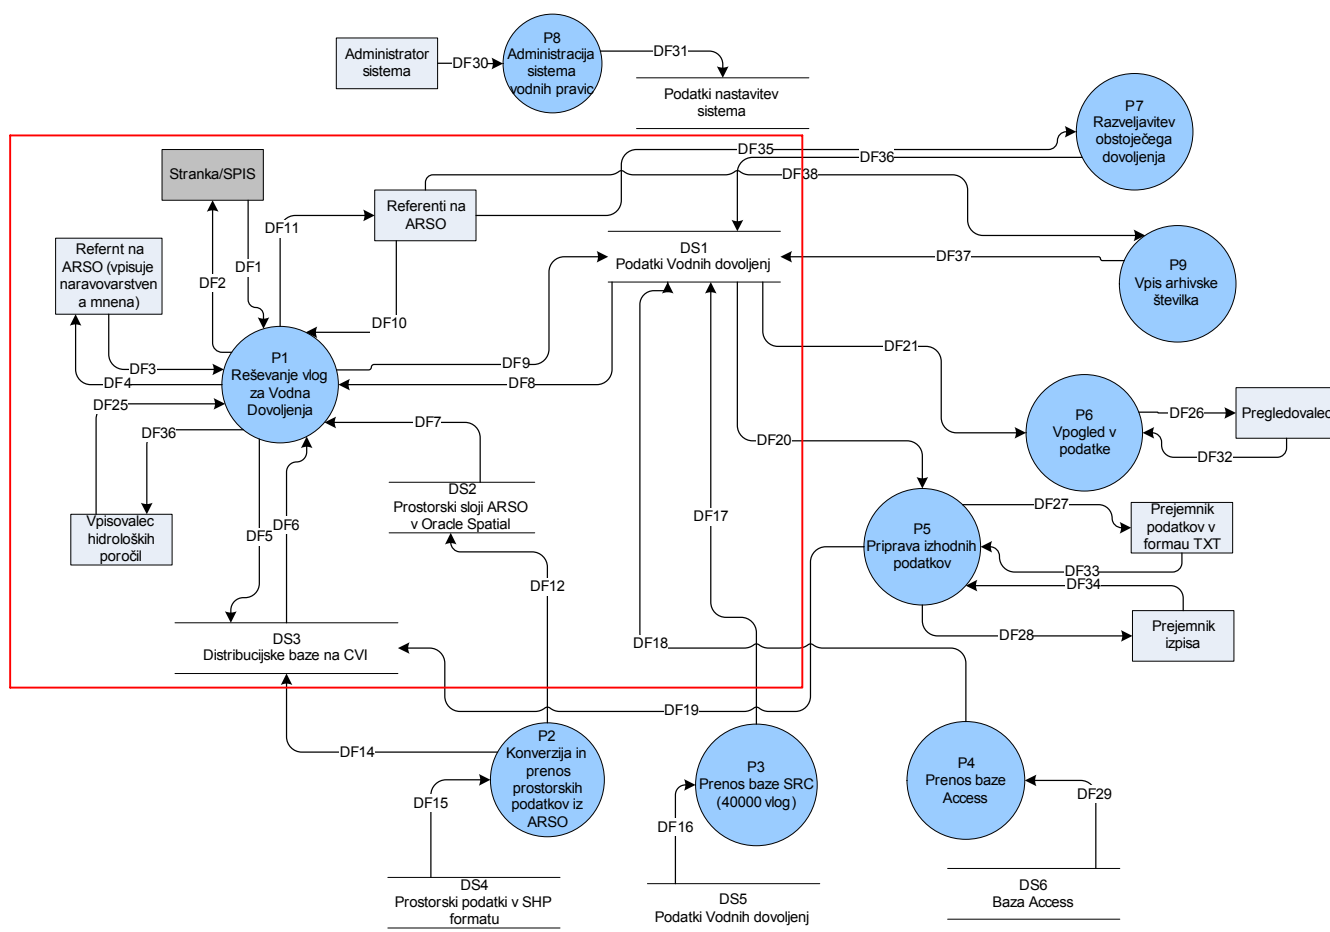 Administrator
sistema
DF30
P8
Administracija
sistema
vodnih pravic
DF31
Podatki nastavitev
sistema
P7
Razveljavitev
obstoječega
dovoljenja
DF35
DF36
DF38
Stranka/SPIS
Referenti na
ARSO
DF11
DF1
DF2
Refernt na
ARSO (vpisuje
naravovarstven
a mnena)
DS1
Podatki Vodnih dovoljenj
DF37
P9
Vpis arhivske
številka
DF10
P1
Reševanje vlog
za Vodna
Dovoljenja
DF9
DF8
DF3
DF4
DF25
DF36
DF7
DF21
P6
Vpogled v
podatke
DF26
Pregledovalec
DF32
DF20
DS2
Prostorski sloji ARSO
v Oracle Spatial
Vpisovalec
hidroloških
poročil
DF5
DF6
DF17
P5
Priprava izhodnih
podatkov
DF27
Prejemnik
podatkov v
formau TXT
DF33
DF34
DF12
DF28
Prejemnik
izpisa
DS3
Distribucijske baze na CVI
DF18
DF19
DF14
P2
Konverzija in
prenos
prostorskih
podatkov iz
ARSO
P3
Prenos baze SRC
(40000 vlog)
P4
Prenos baze
Access
DF15
DF16
DF29
DS4
Prostorski podatki v SHP
formatu
DS5
Podatki Vodnih dovoljenj
DS6
Baza Access